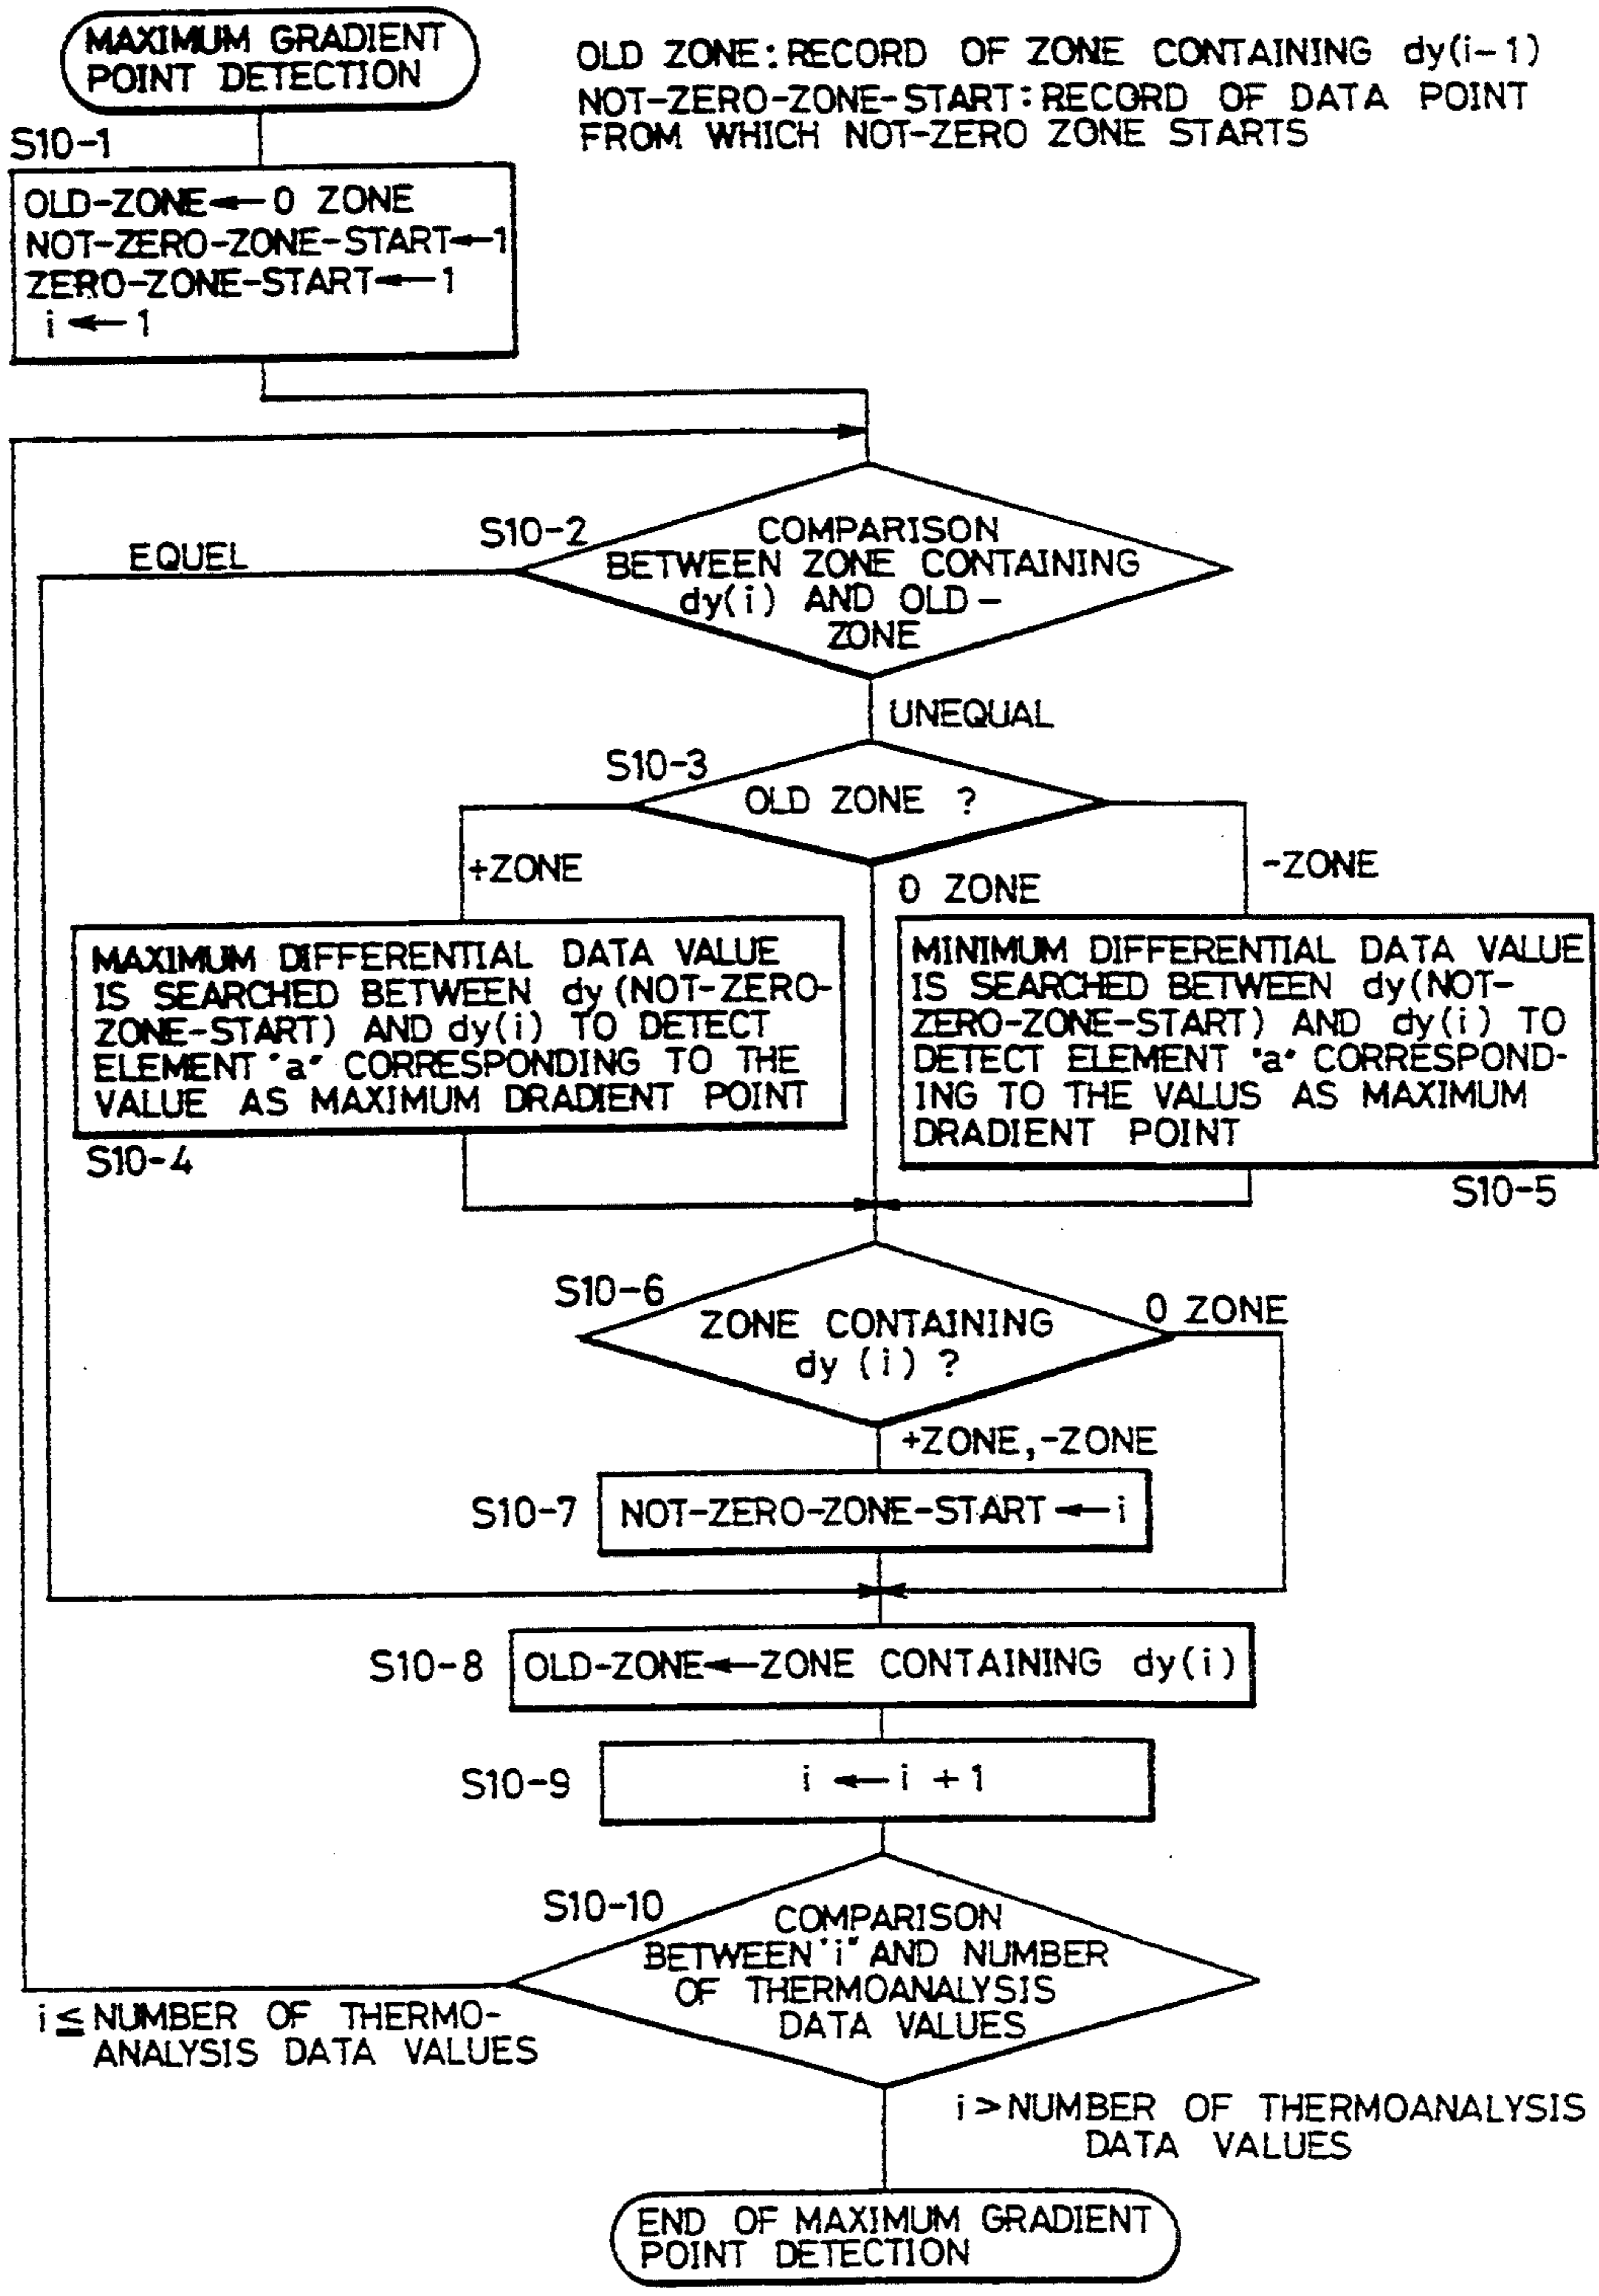 MAXIMUM GRADIENT
POINT DETECTION
OLD ZONE: RECORD OF ZONE CONTAINING dy(i-1)
NOT-ZERO-ZONE-START: RECORD OF DATA POINT
FROM WHICH NOT-ZERO ZONE STARTS
S10-1
OLD-ZONE← 0 ZONE
NOT-ZERO-ZONE-START←1
ZERO-ZONE-START←1
i ← 1
S10-2
COMPARISON
BETWEEN ZONE CONTAINING
dy(i) AND OLD-
ZONE
EQUEL
UNEQUAL
S10-3
OLD ZONE ?
+ZONE
0 ZONE
-ZONE
MAXIMUM DIFFERENTIAL DATA VALUE
IS SEARCHED BETWEEN dy (NOT-ZERO-
ZONE-START) AND dy(i) TO DETECT
ELEMENT "a" CORRESPONDING TO THE
VALUE AS MAXIMUM DRADIENT POINT
S10-4
MINIMUM DIFFERENTIAL DATA VALUE
IS SEARCHED BETWEEN dy(NOT-
ZERO-ZONE-START) AND dy(i) TO
DETECT ELEMENT "a" CORRESPOND-
ING TO THE VALUS AS MAXIMUM
DRADIENT POINT
S10-5
S10-6
ZONE CONTAINING
dy (i) ?
0 ZONE
+ZONE,-ZONE
S10-7
NOT-ZERO-ZONE-START ← i
S10-8
OLD-ZONE←ZONE CONTAINING dy(i)
S10-9
i ← i + 1
S10-10
COMPARISON
BETWEEN "i" AND NUMBER
OF THERMOANALYSIS
DATA VALUES
i ≤ NUMBER OF THERMO-
ANALYSIS DATA VALUES
i > NUMBER OF THERMOANALYSIS
DATA VALUES
END OF MAXIMUM GRADIENT
POINT DETECTION